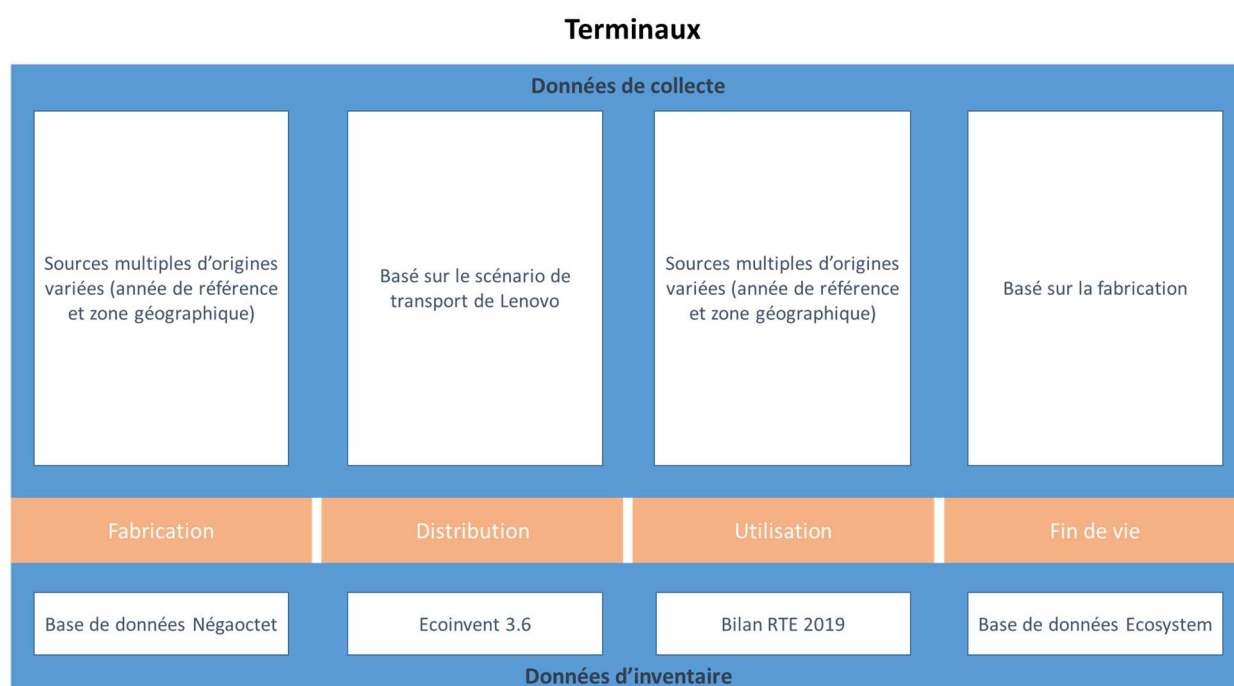 Terminaux
Données de collecte
Sources multiples d'origines
variées (année de référence
et zone géographique)
Basé sur le scénario de
transport de Lenovo
Sources multiples d'origines
variées (année de référence
et zone géographique)
Basé sur la fabrication
Fabrication
Distribution
Utilisation
Fin de vie
Base de données Négaoctet
Ecoinvent 3.6
Bilan RTE 2019
Base de données Ecosystem
Données d'inventaire